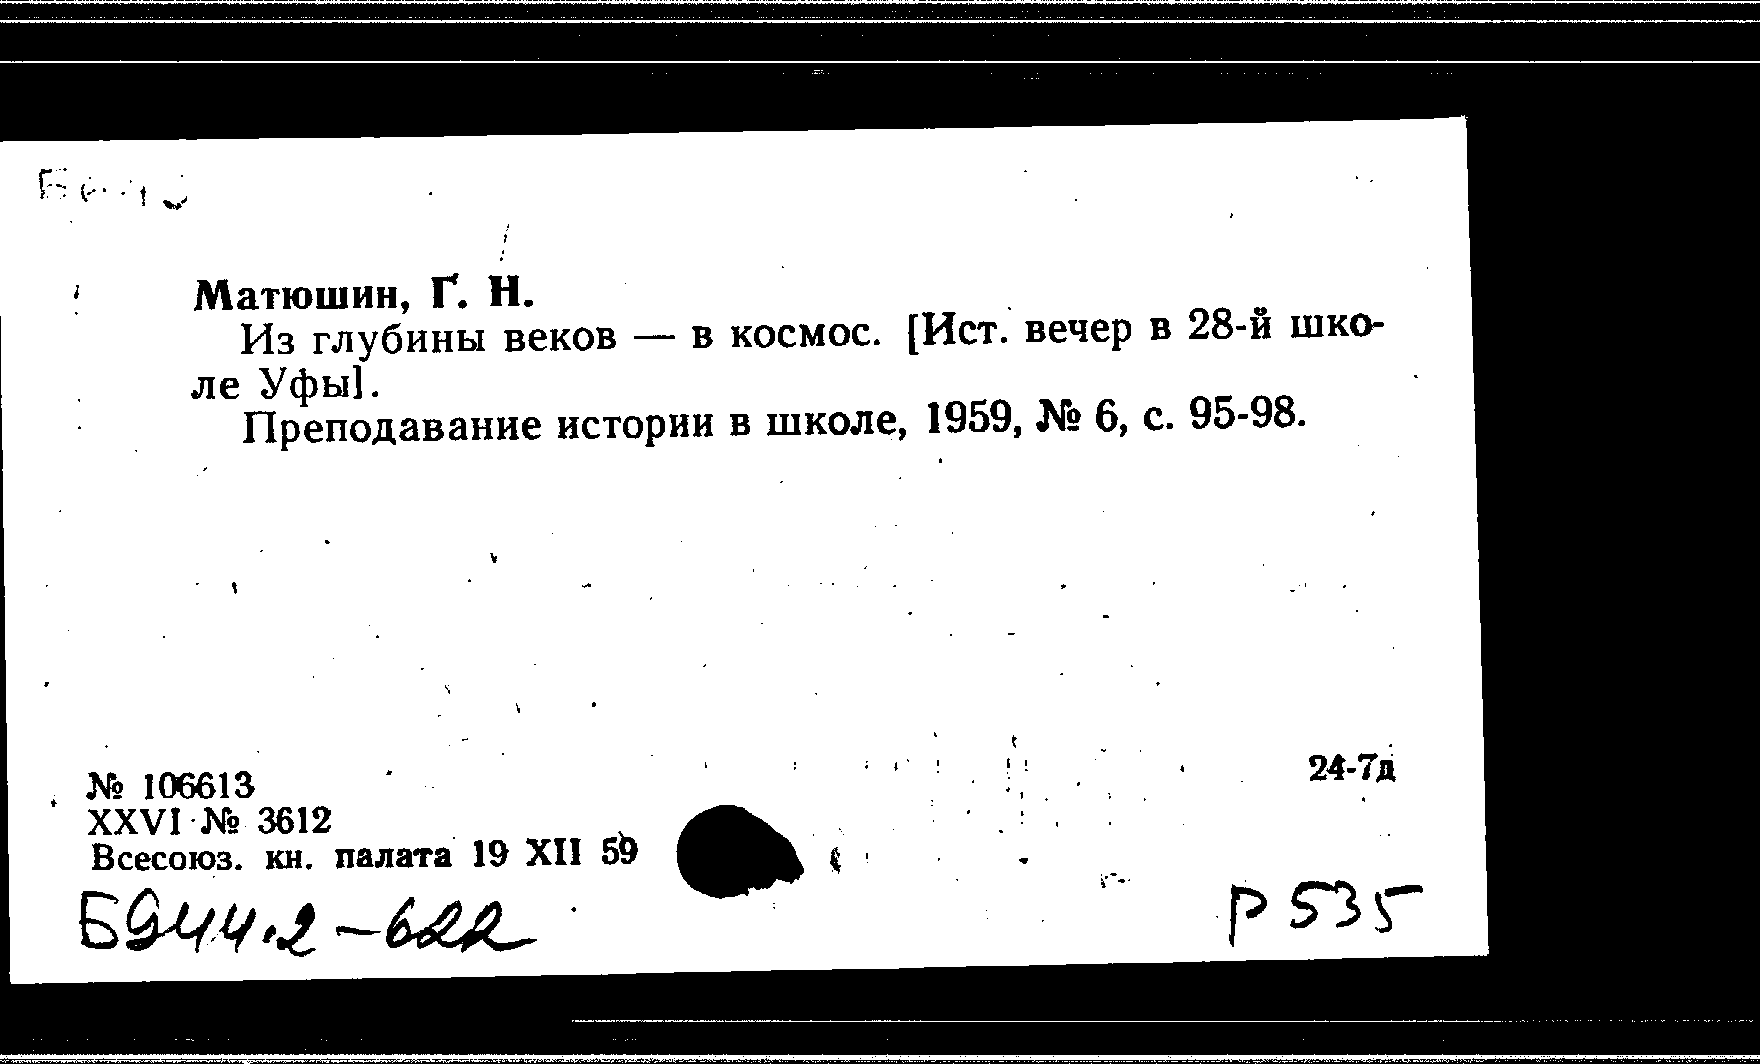 Матюшин, Г. Н.
Из глубины веков — в космос. [Ист. вечер в 28-й шко-
ле Уфы].
Преподавание истории в школе, 1959, № 6, с. 95-98.
24-7д
№ 106613
XXVI № 3612
Всесоюз. кн. палата 19 XII 59
Б944.2-622
Р 535